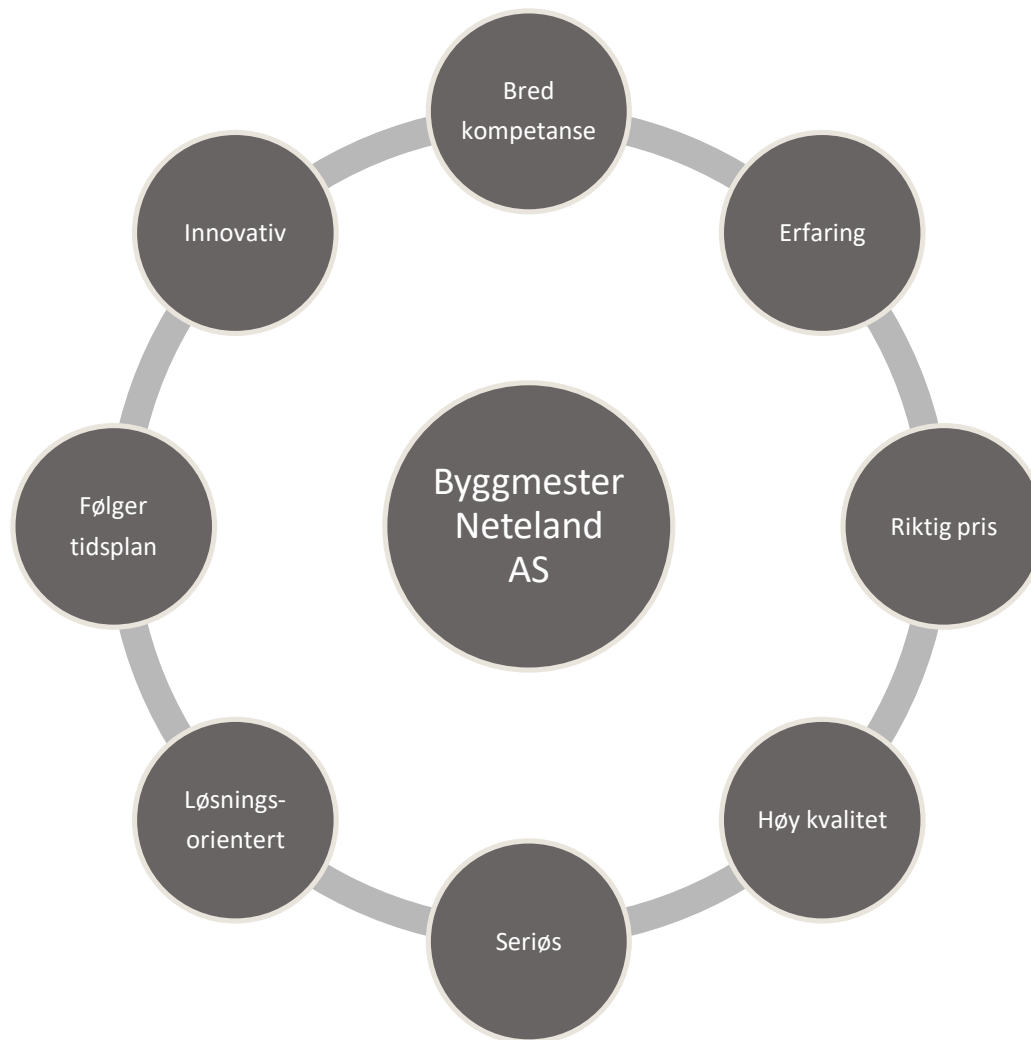 Bred
kompetanse
Erfaring
Riktig pris
Høy kvalitet
Seriøs
Løsnings-
orientert
Følger
tidsplan
Innovativ
Byggmester
Neteland
AS